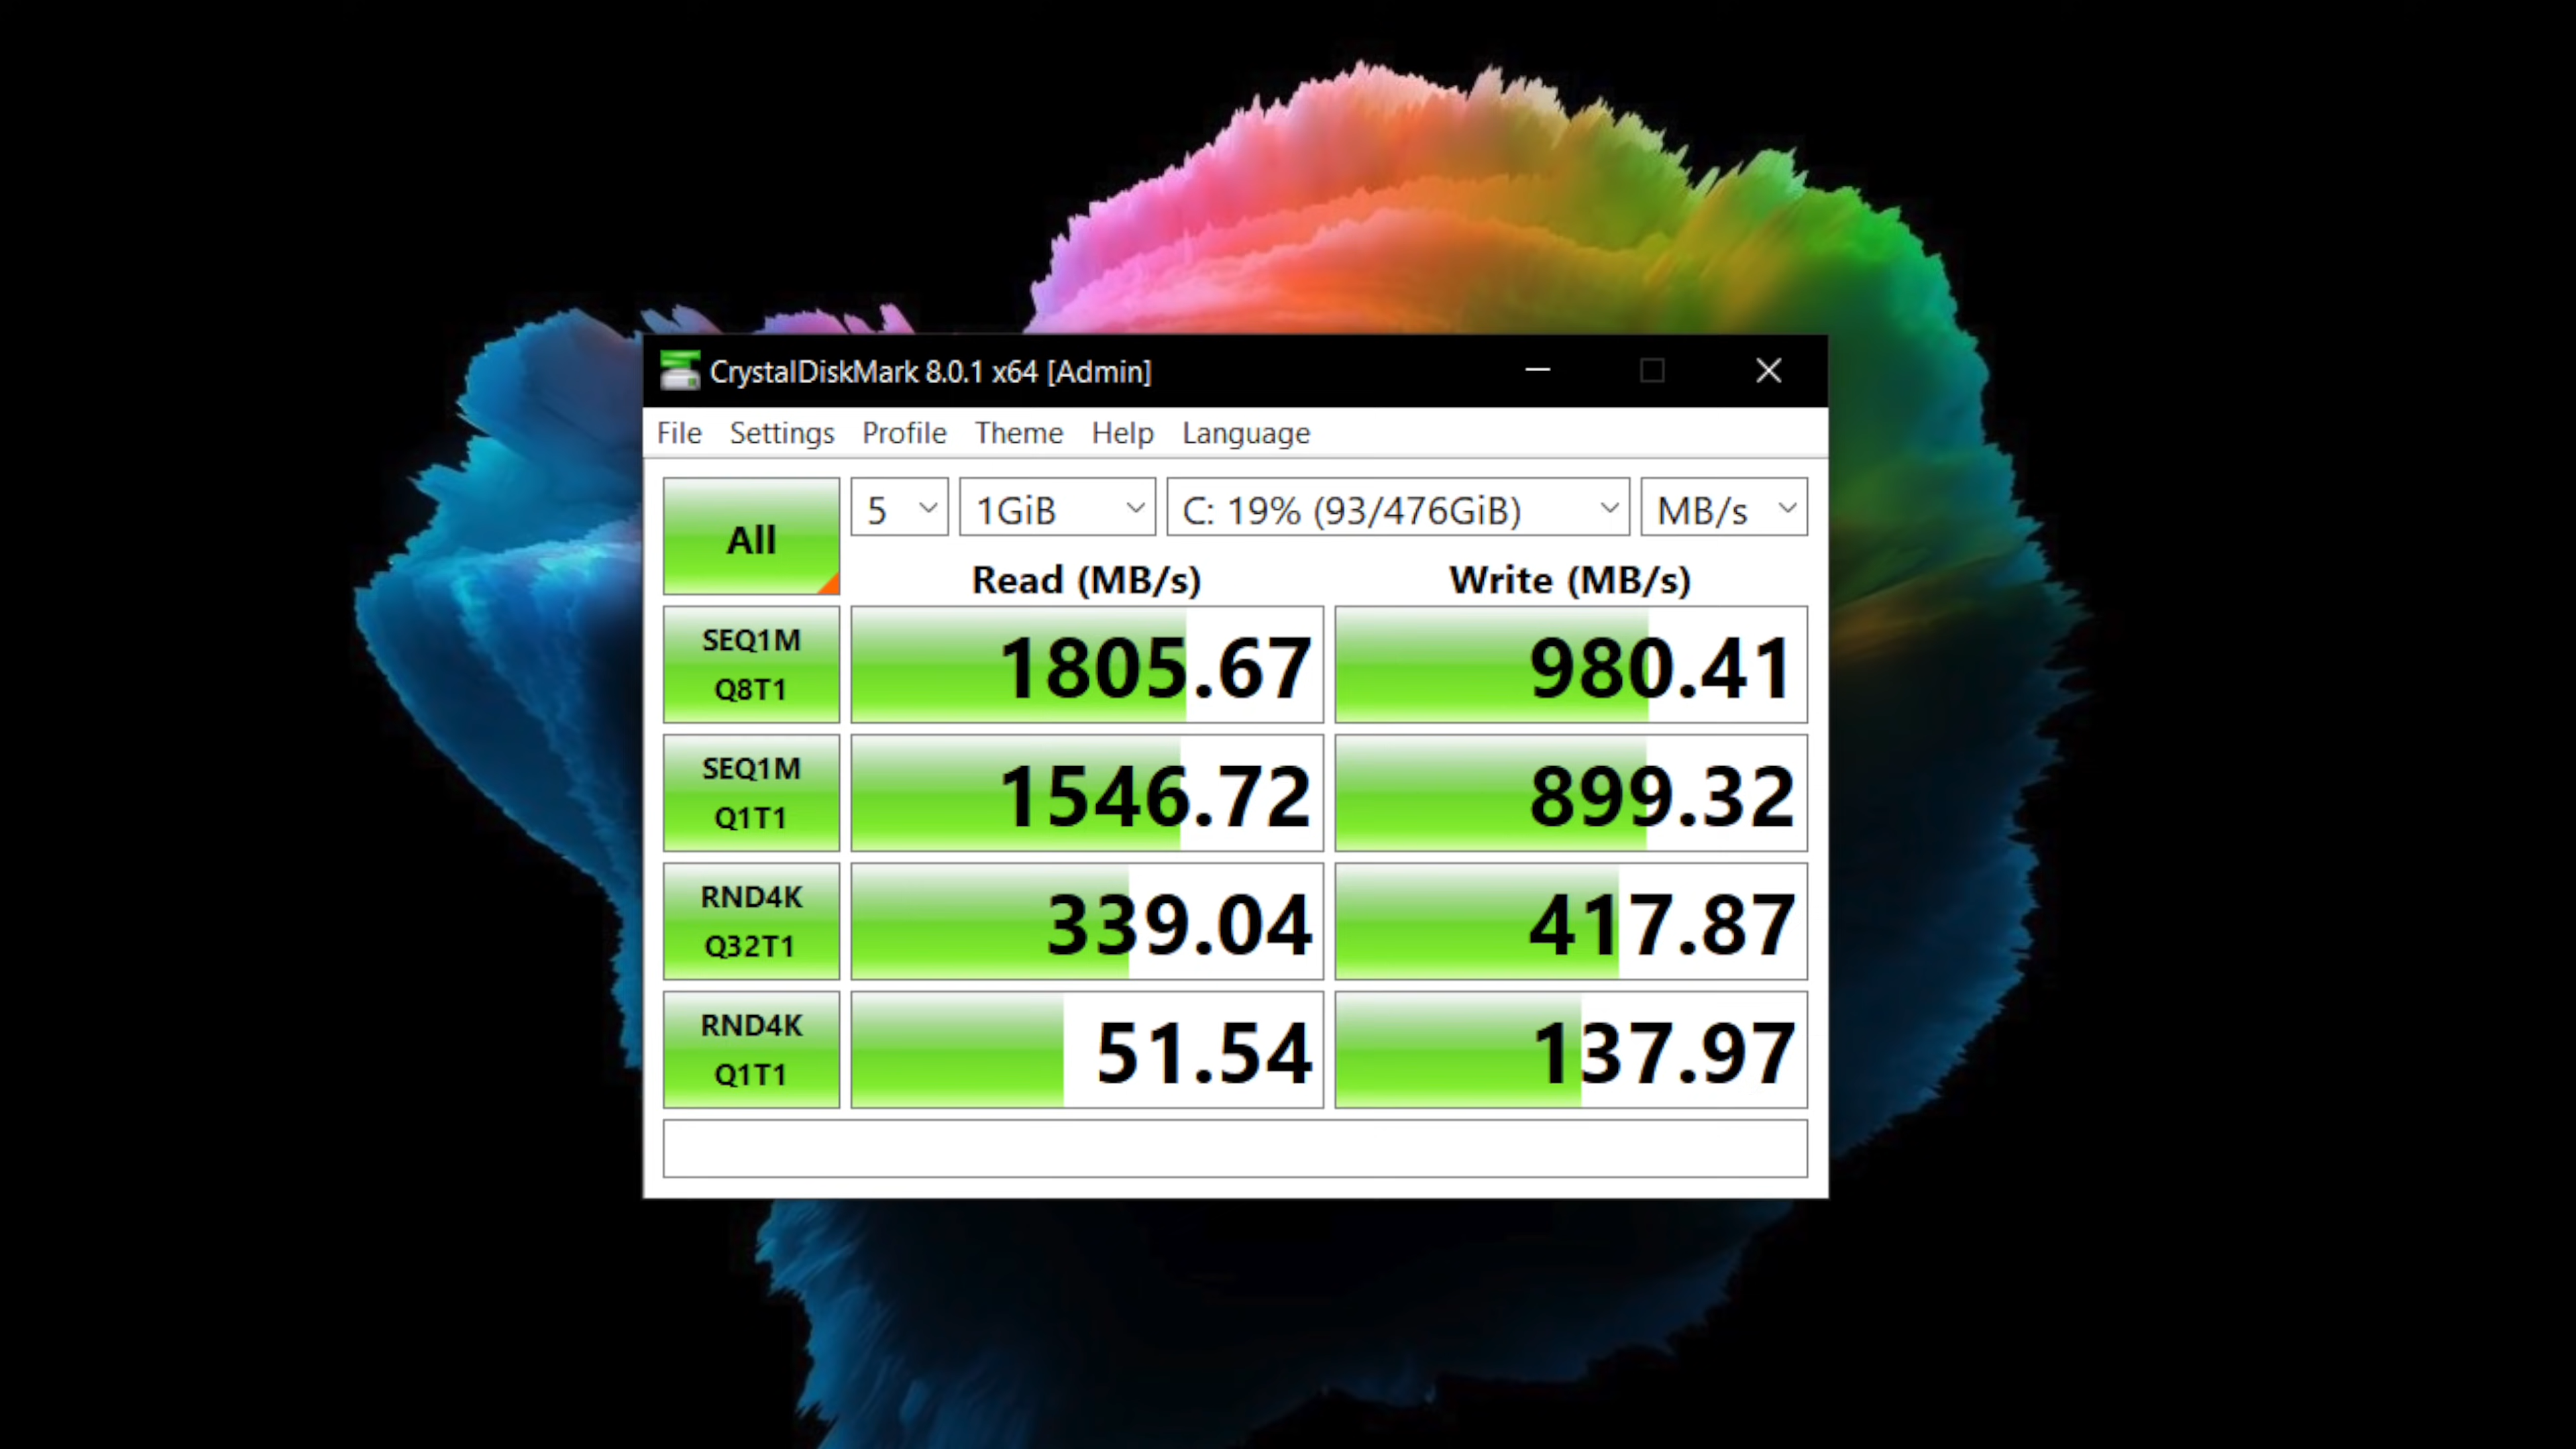 CrystalDiskMark 8.0.1 x64 [Admin]
File Settings Profile Theme Help Language
All 5 1GiB C: 19% (93/476GiB) MB/s
Read (MB/s) Write (MB/s)
SEQ1M
Q8T1 1805.67 980.41
SEQ1M
Q1T1 1546.72 899.32
RND4K
Q32T1 339.04 417.87
RND4K
Q1T1 51.54 137.97